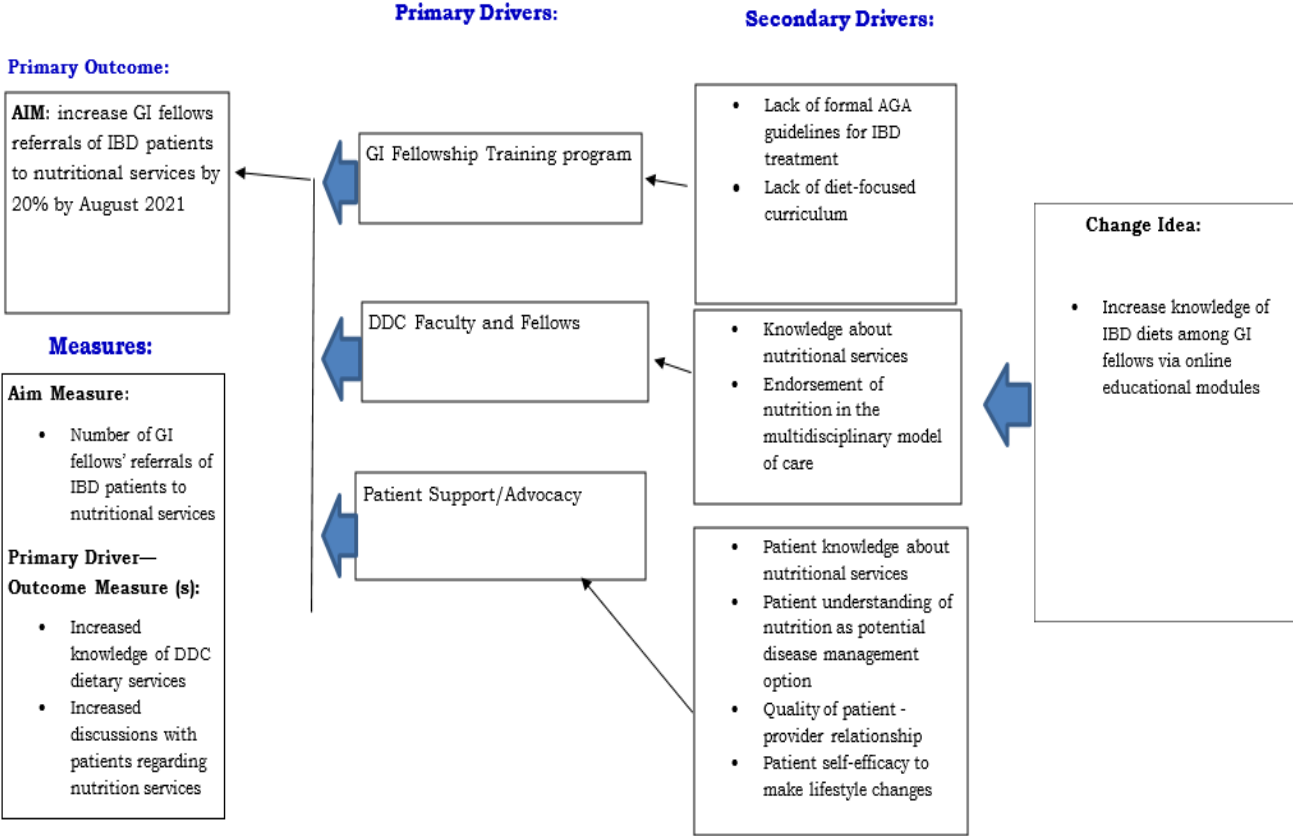 Primary Outcome:
AIM: increase GI fellows
referrals of IBD patients
to nutritional services by
20% by August 2021
Measures:
Aim Measure:
• Number of GI
fellows’ referrals of
IBD patients to
nutritional services
Primary Driver—
Outcome Measure (s):
• Increased
knowledge of DDC
dietary services
• Increased
discussions with
patients regarding
nutrition services
Primary Drivers:
GI Fellowship Training program
DDC Faculty and Fellows
Patient Support/Advocacy
Secondary Drivers:
• Lack of formal AGA
guidelines for IBD
treatment
• Lack of diet-focused
curriculum
• Knowledge about
nutritional services
• Endorsement of
nutrition in the
multidisciplinary model
of care
• Patient knowledge about
nutritional services
• Patient understanding of
nutrition as potential
disease management
option
• Quality of patient -
provider relationship
• Patient self-efficacy to
make lifestyle changes
Change Idea:
• Increase knowledge of
IBD diets among GI
fellows via online
educational modules